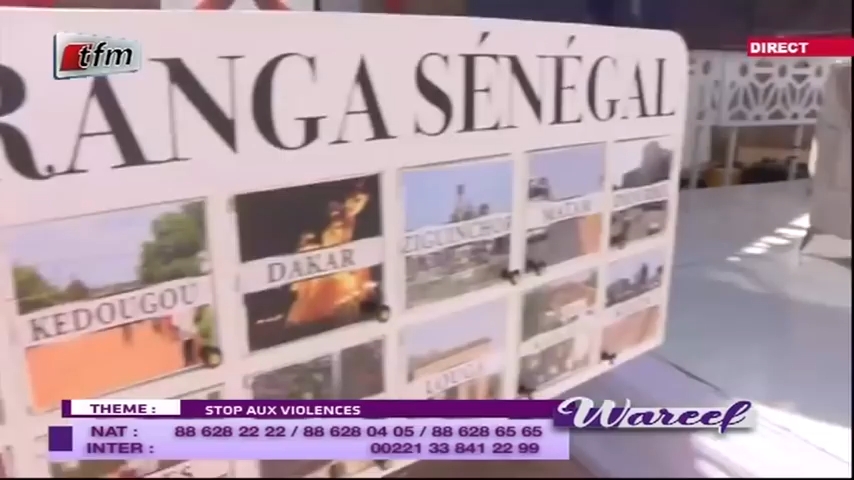 tfm
DIRECT
RANGA SÉNÉGAL
KEDOUGOU
DAKAR
ZIGUINCHOR
MATAM
LOUGA
THEME : STOP AUX VIOLENCES
Wareef
NAT : 88 628 22 22 / 88 628 04 05 / 88 628 65 65
INTER : 00221 33 841 22 99